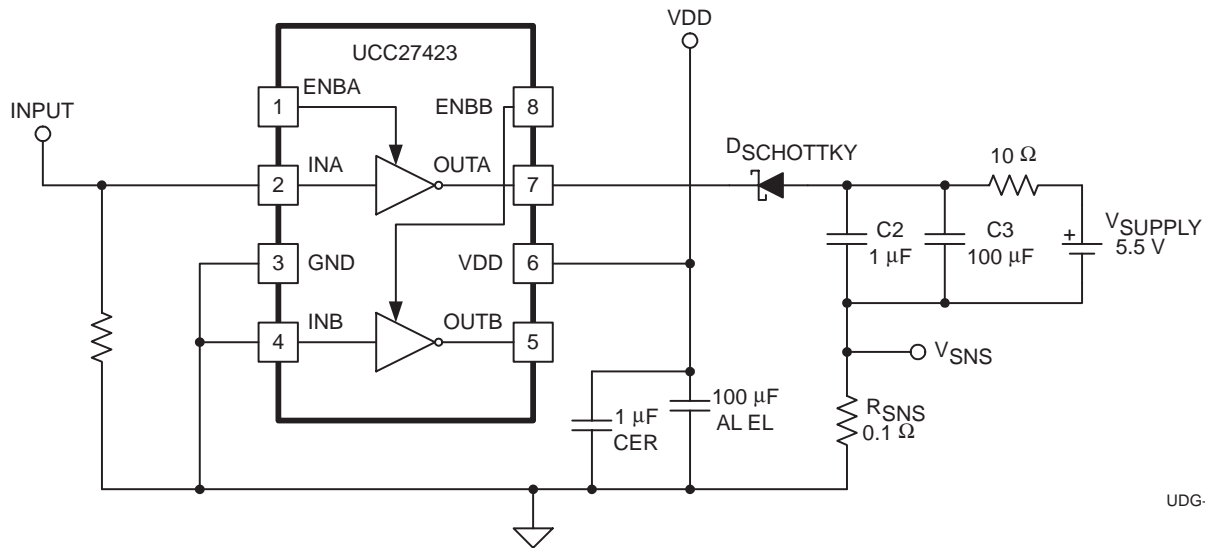 VDD
UCC27423
ENBA
ENBB
1
8
INPUT
DSCHOTTKY
10 Ω
INA
OUTA
2
7
C2
1 μF
C3
100 μF
+
VSUPPLY
5.5 V
3
GND
VDD
6
INB
OUTB
4
5
VSNS
1 μF
CER
100 μF
AL EL
RSNS
0.1 Ω
UDG-